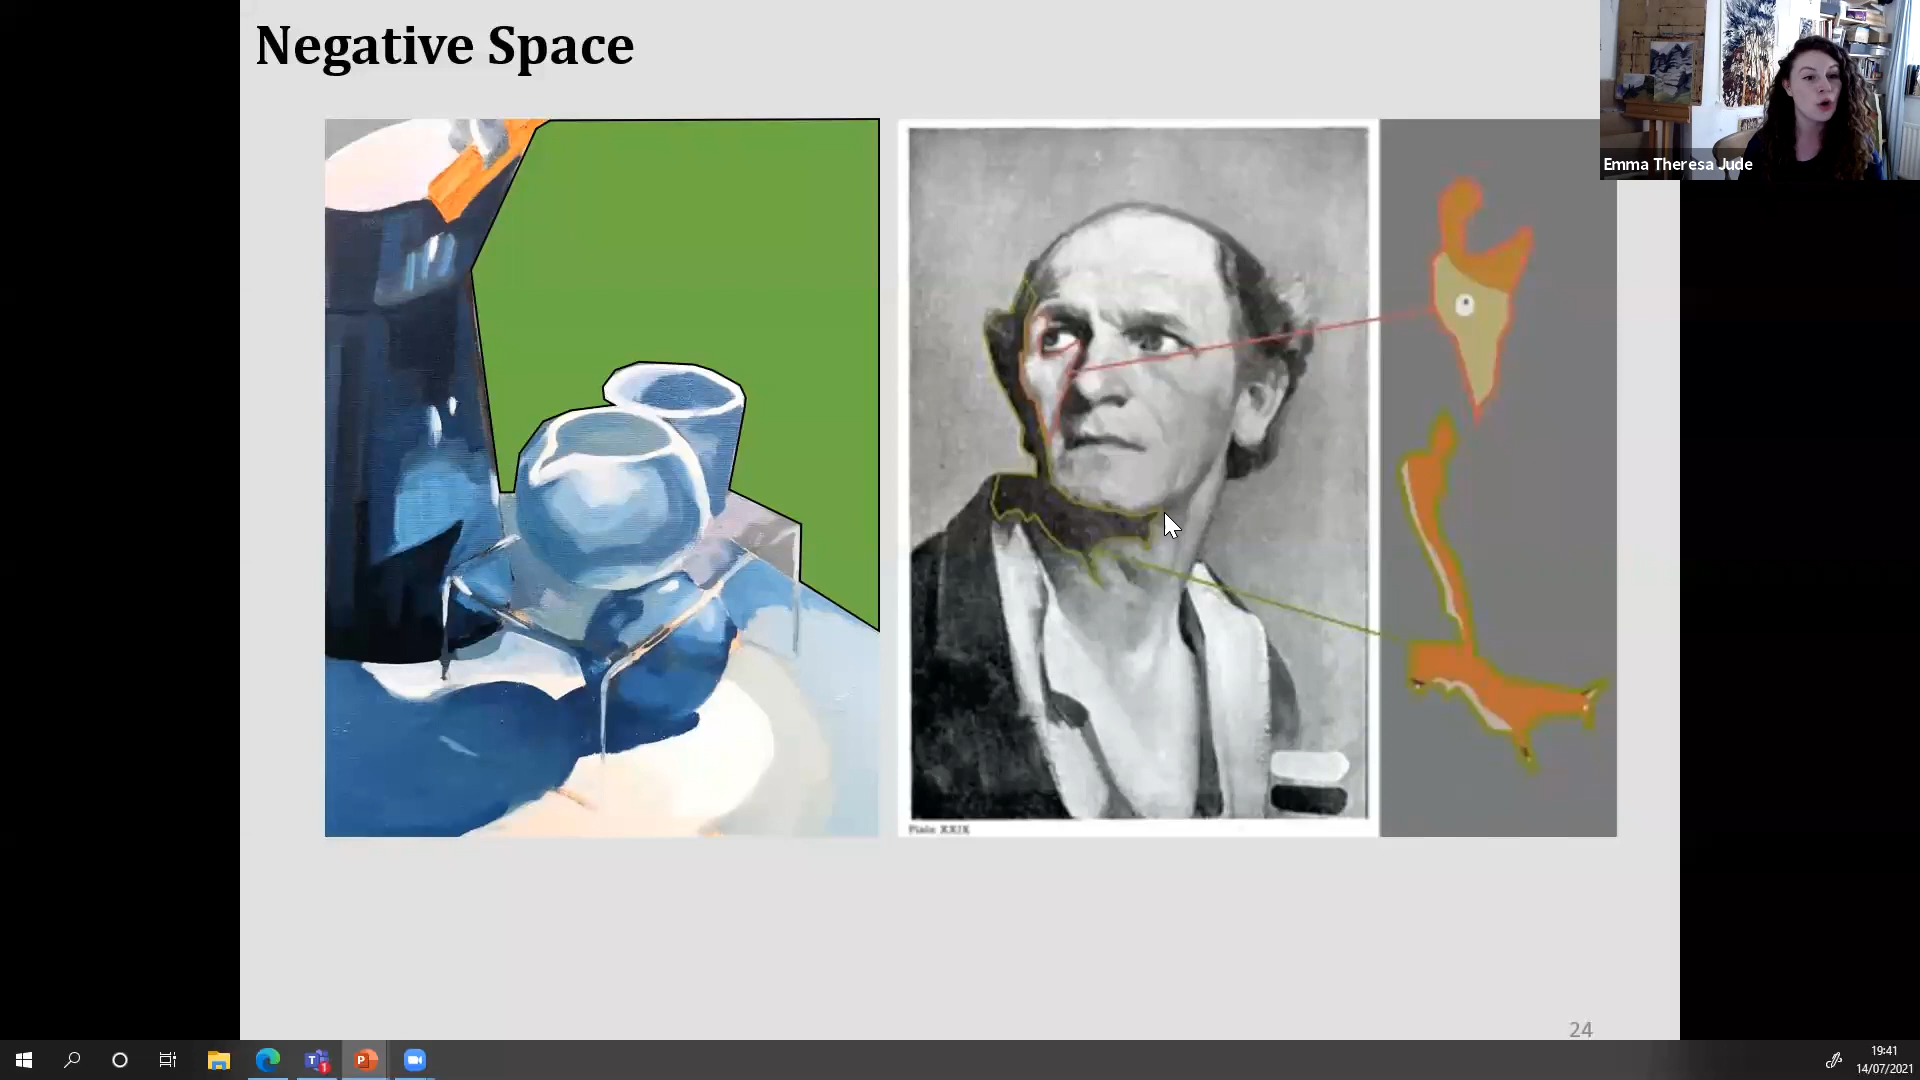 Negative Space
Emma Theresa Jude
Plate XXIX
24
19:41
14/07/2021